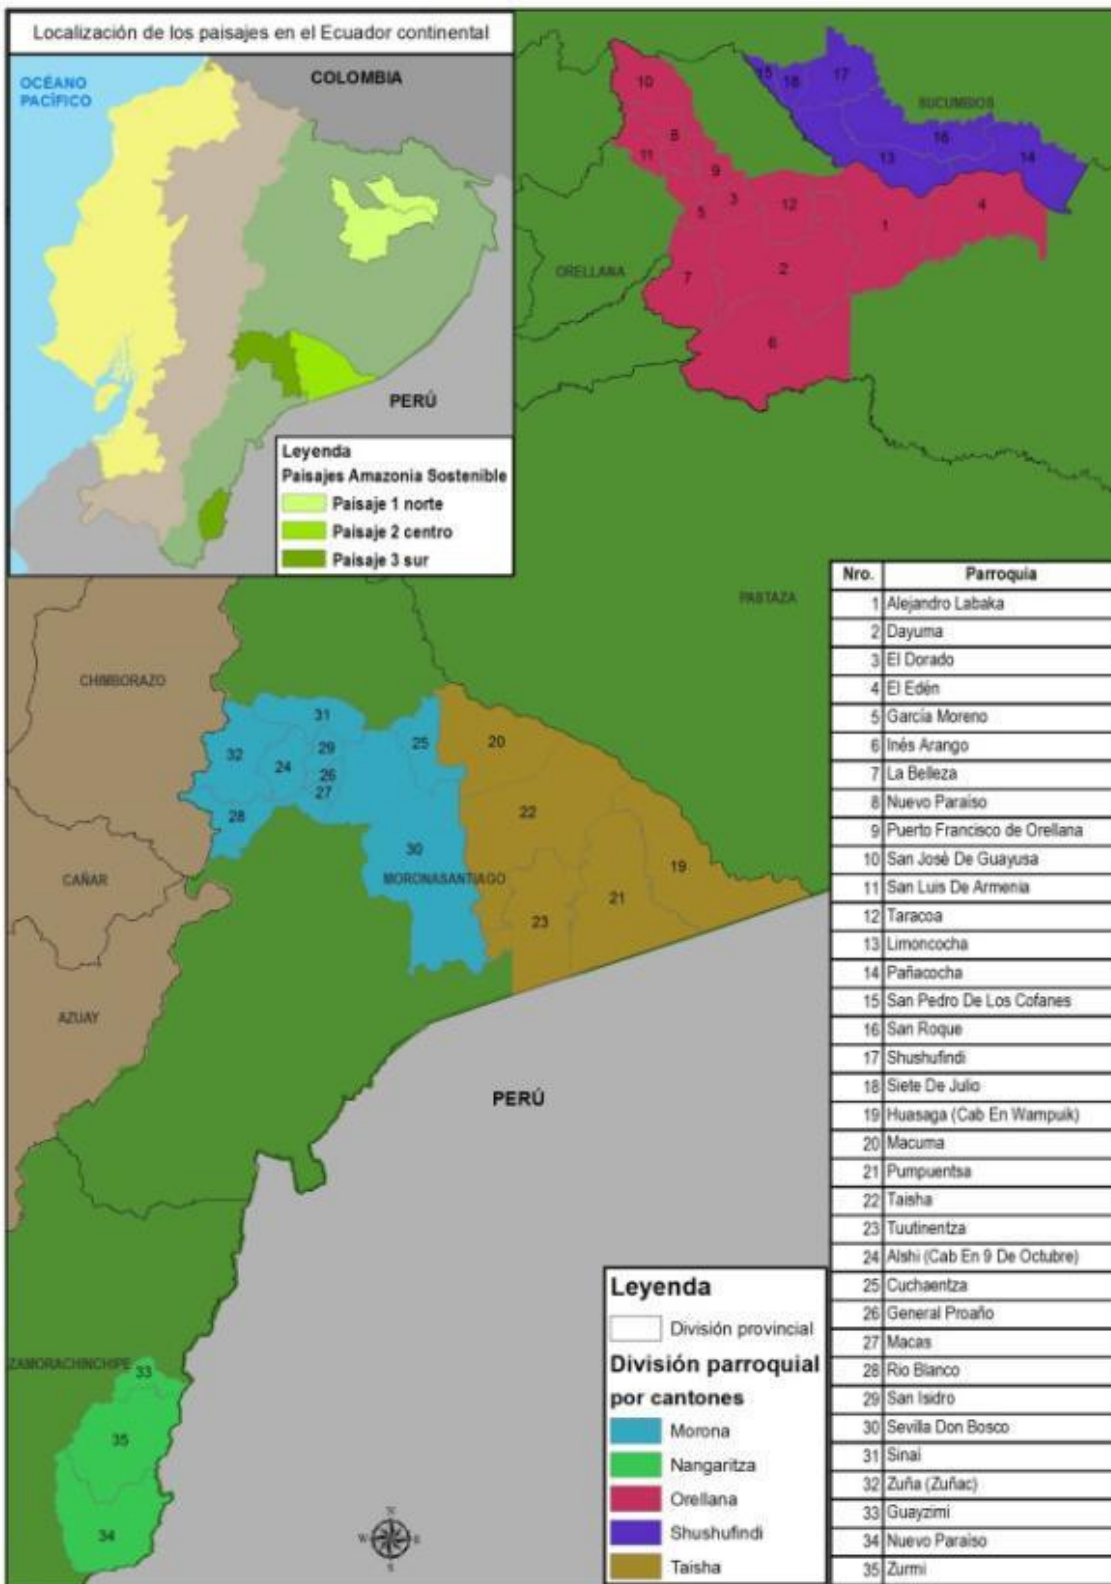 Localización de los paisajes en el Ecuador continental
OCÉANO
PACÍFICO
COLOMBIA
PERÚ
Leyenda
Paisajes Amazonia Sostenible
Paisaje 1 norte
Paisaje 2 centro
Paisaje 3 sur
10
8
11
9
3
5
12
7
2
1
4
6
15
18
17
16
13
14
SUCUMBIOS
ORELLANA
PASTAZA
CHIMBORAZO
CAÑAR
AZUAY
31
32
29
24
26
27
28
25
30
MORONASANTIAGO
20
22
19
21
23
PERÚ
ZAMORACHINCHIPE
33
35
34
Nro. Parroquia
1 Alejandro Labaka
2 Dayuma
3 El Dorado
4 El Edén
5 García Moreno
6 Inés Arango
7 La Belleza
8 Nuevo Paraíso
9 Puerto Francisco de Orellana
10 San José De Guayusa
11 San Luis De Armenia
12 Taracoa
13 Limoncocha
14 Pañacocha
15 San Pedro De Los Cofanes
16 San Roque
17 Shushufindi
18 Siete De Julio
19 Huasaga (Cab En Wampuik)
20 Macuma
21 Pumpuentsa
22 Taisha
23 Tuutinentza
24 Alshi (Cab En 9 De Octubre)
25 Cuchaentza
26 General Proaño
27 Macas
28 Rio Blanco
29 San Isidro
30 Sevilla Don Bosco
31 Sinaí
32 Zuña (Zuñac)
33 Guayzimi
34 Nuevo Paraíso
35 Zurmi
Leyenda
División provincial
División parroquial
por cantones
Morona
Nangaritza
Orellana
Shushufindi
Taisha
N
W
E
S